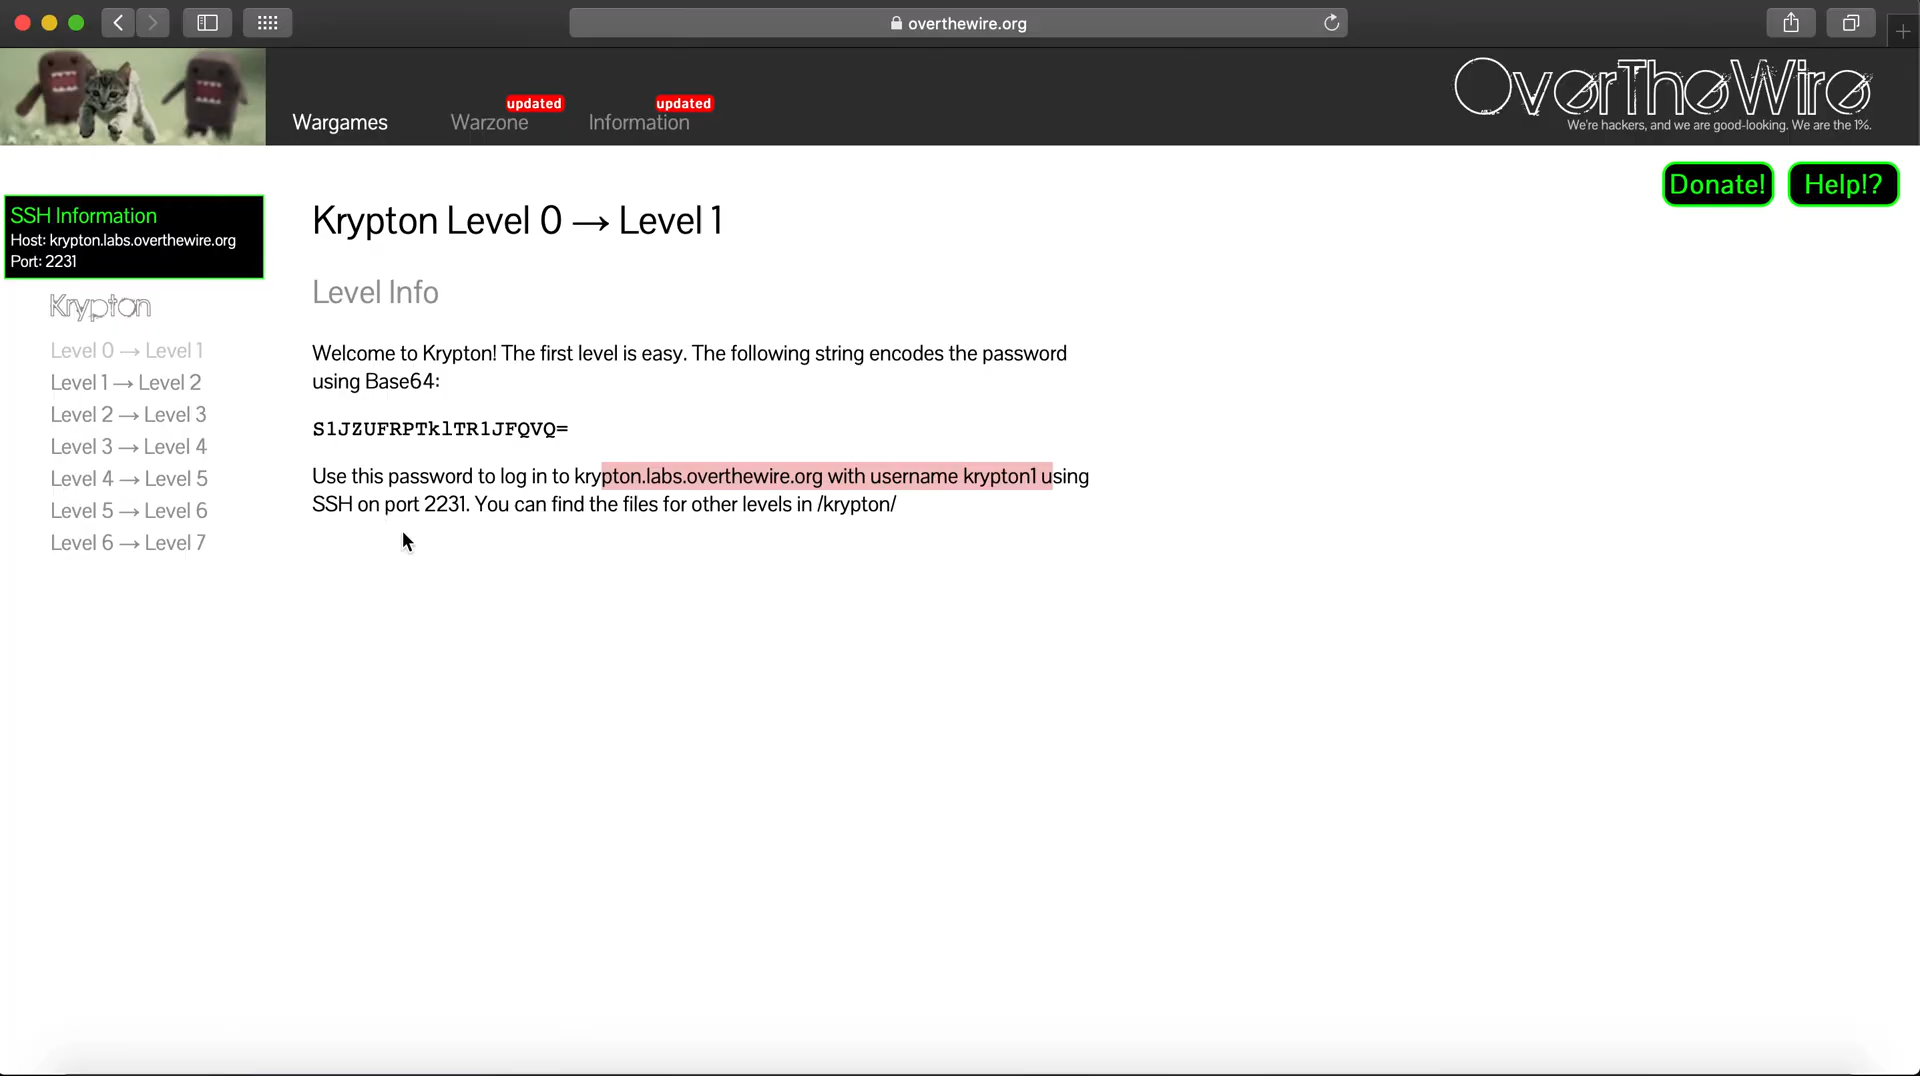 overthewire.org
Wargames
Warzone
updated
Information
updated
OverTheWire
We're hackers, and we are good-looking. We are the 1%.
Donate!
Help!?
SSH Information
Host: krypton.labs.overthewire.org
Port: 2231
Krypton
Level 0 → Level 1
Level 1 → Level 2
Level 2 → Level 3
Level 3 → Level 4
Level 4 → Level 5
Level 5 → Level 6
Level 6 → Level 7
Krypton Level 0 → Level 1
Level Info
Welcome to Krypton! The first level is easy. The following string encodes the password
using Base64:
S1JZUFRPTklTR1JFQVQ=
Use this password to log in to krypton.labs.overthewire.org with username krypton1 using
SSH on port 2231. You can find the files for other levels in /krypton/